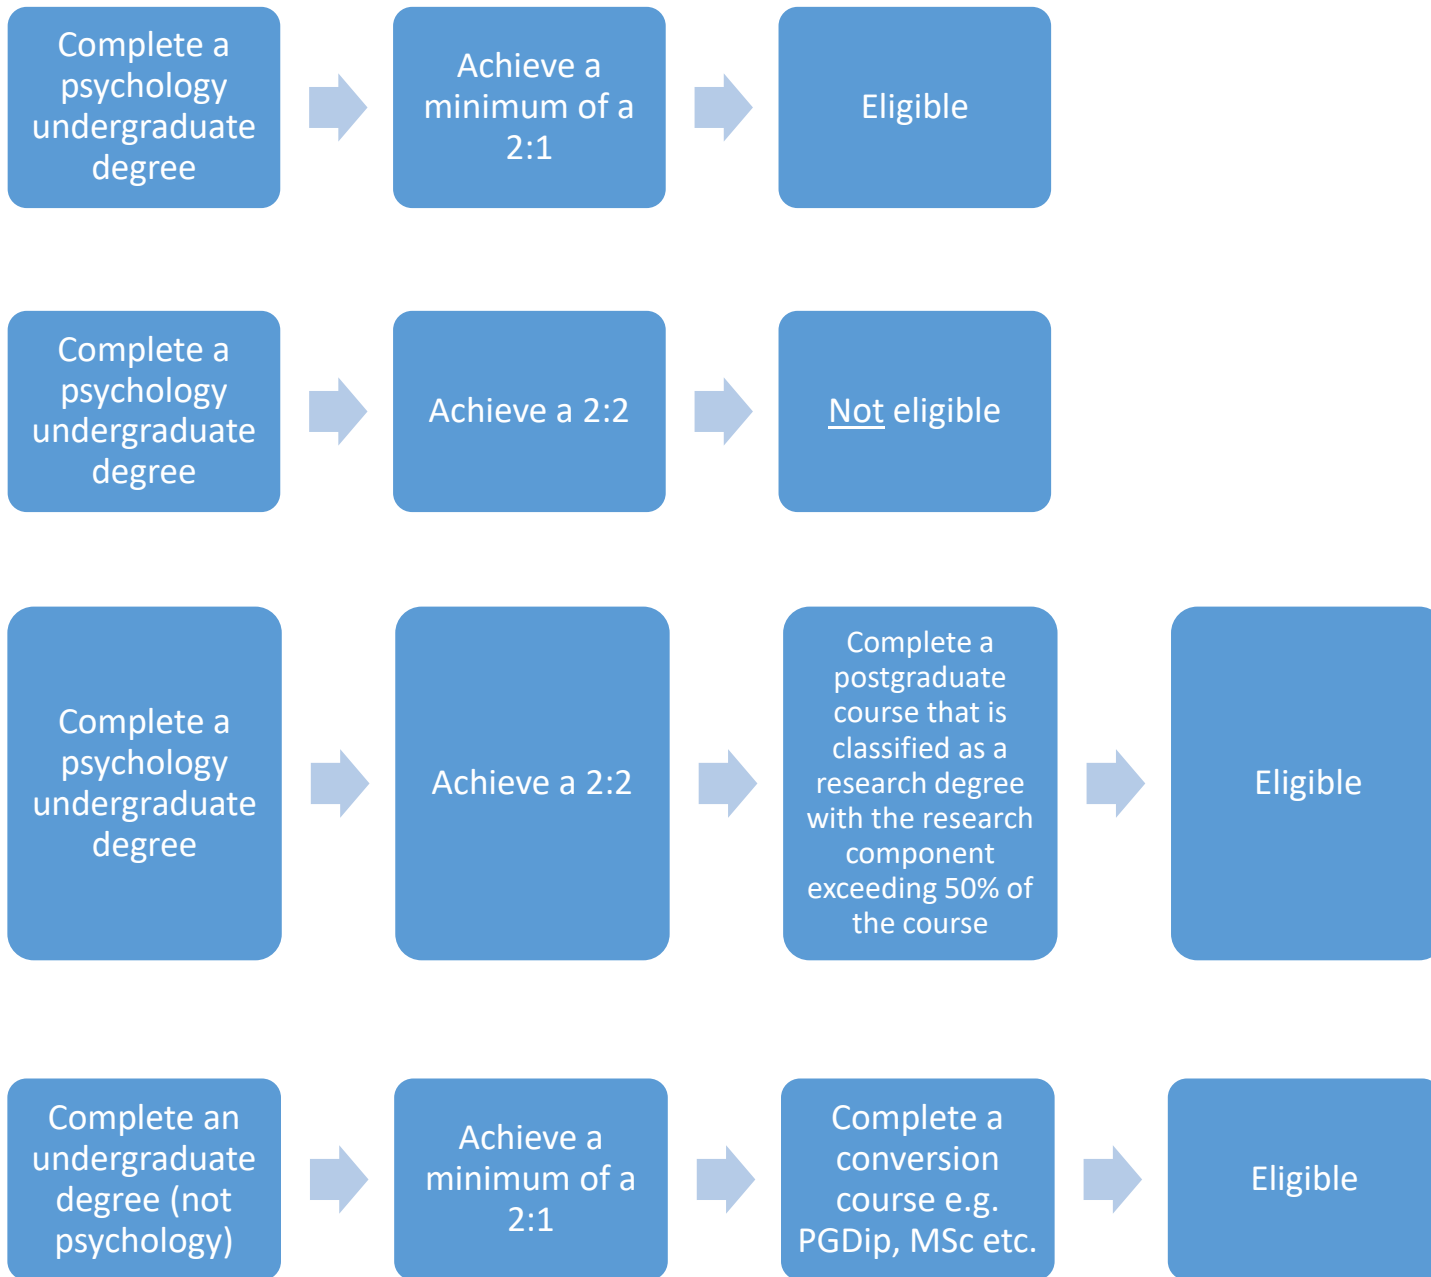 Complete a
psychology
undergraduate
degree
Achieve a
minimum of a
2:1
Eligible
Complete a
psychology
undergraduate
degree
Achieve a 2:2
Not eligible
Complete a
psychology
undergraduate
degree
Achieve a 2:2
Complete a
postgraduate
course that is
classified as a
research degree
with the research
component
exceeding 50% of
the course
Eligible
Complete an
undergraduate
degree (not
psychology)
Achieve a
minimum of a
2:1
Complete a
conversion
course e.g.
PGDip, MSc etc.
Eligible